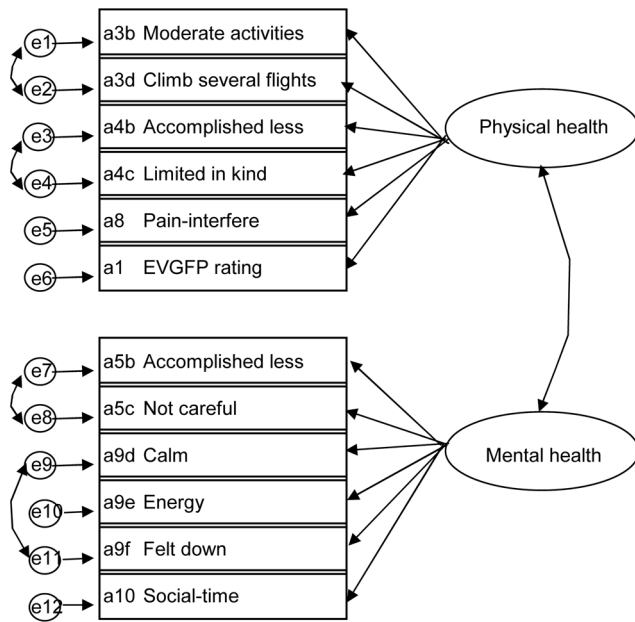 e1 a3b Moderate activities
e2 a3d Climb several flights
e3 a4b Accomplished less
e4 a4c Limited in kind
e5 a8 Pain-interfere
e6 a1 EVGFP rating
Physical health
e7 a5b Accomplished less
e8 a5c Not careful
e9 a9d Calm
e10 a9e Energy
e11 a9f Felt down
e12 a10 Social-time
Mental health